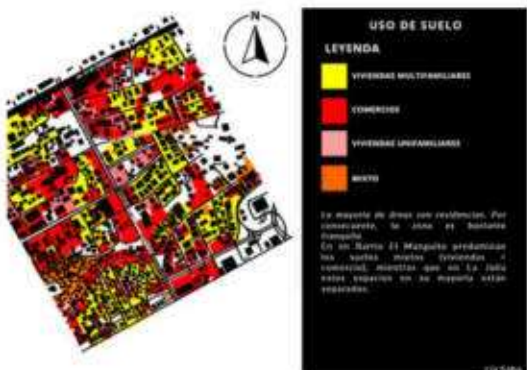 N
USO DE SUELO
LEYENDA
VIVIENDAS MULTIFAMILIARES
COMERCIOS
VIVIENDAS UNIFAMILIARES
MIXTO
La mayoría de áreas son residencias. Por
consecuente, la zona es bastante
tranquila.
En en Barrio El Manguito predominan
los suelos mixtos (viviendas +
comercio), mientras que en La Julia
estos espacios en su mayoría están
separados.